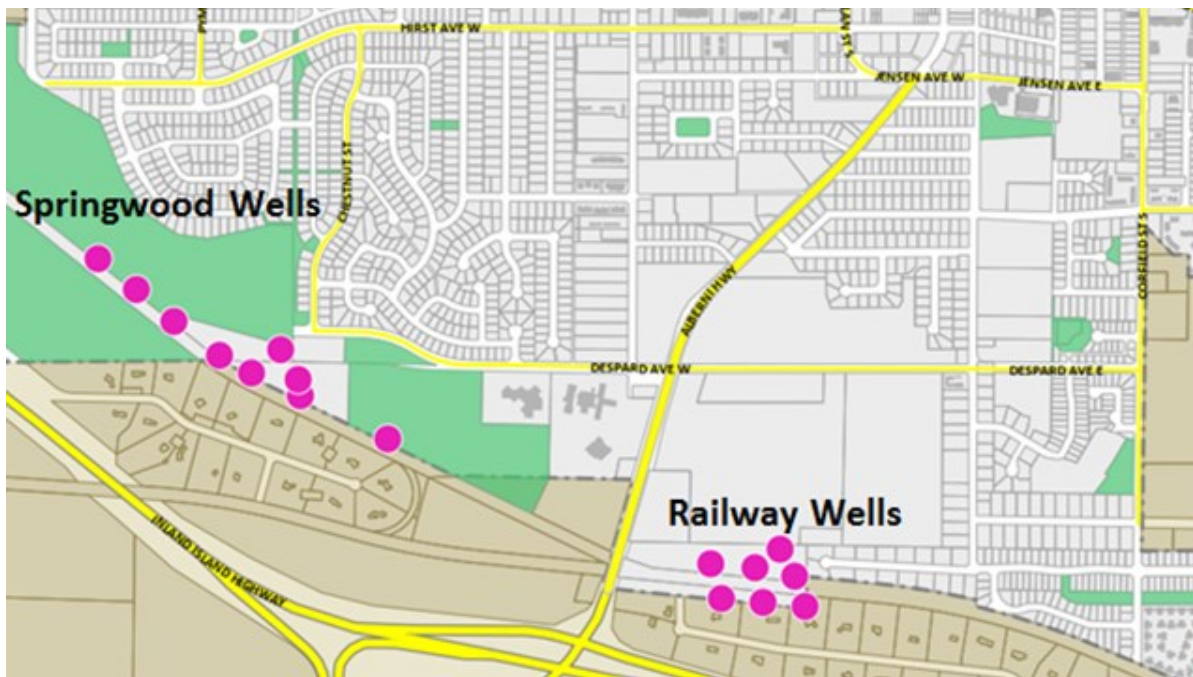 HIRST AVE W
JENSEN AVE W
JENSEN AVE E
CHESTNUT ST
Springwood Wells
CORFIELD ST S
ALBERNI HWY
DESPARD AVE W
DESPARD AVE E
Railway Wells
INLAND ISLAND HIGHWAY